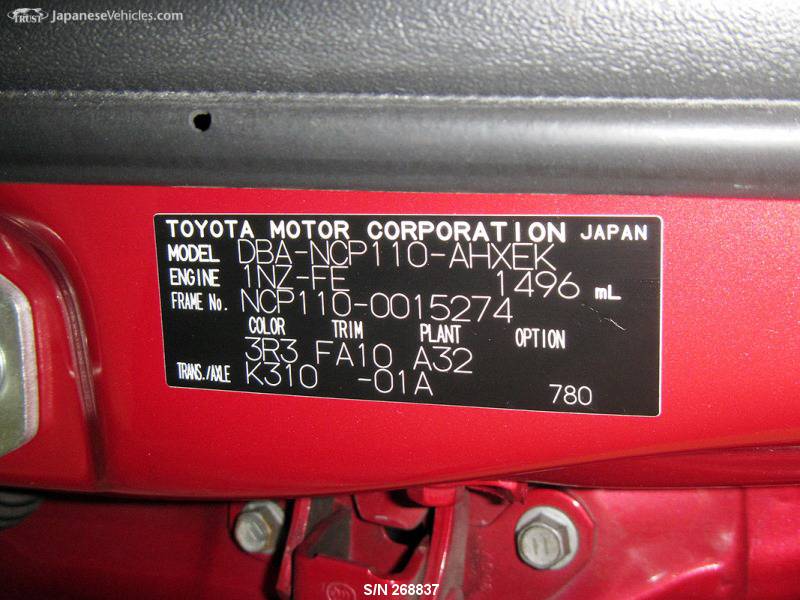 TRUST JapaneseVehicles.com
TOYOTA MOTOR CORPORATION JAPAN
MODEL DBA-NCP110-AHXEK
ENGINE 1NZ-FE 1496 mL
FRAME No. NCP110-0015274
COLOR TRIM PLANT OPTION
3R3 FA10 A32
TRANS./AXLE K310 -01A 780
S/N 268837